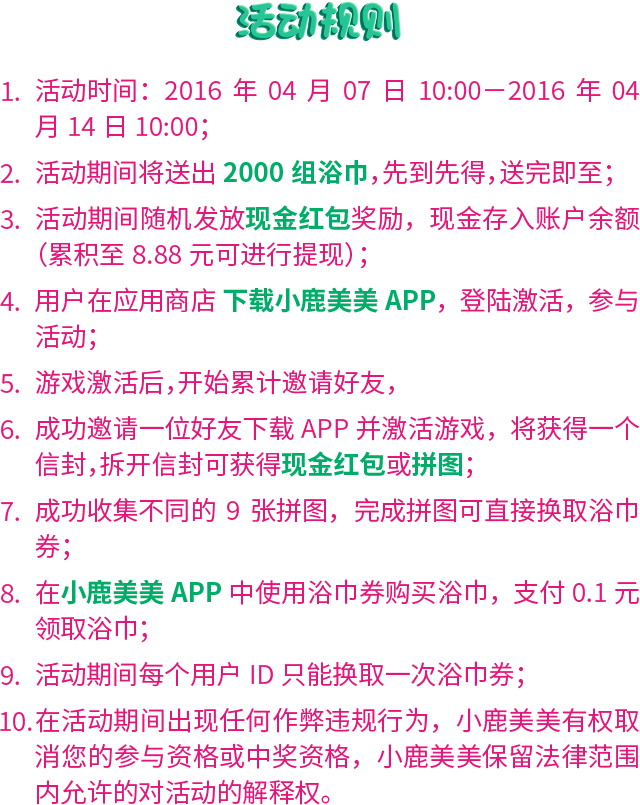 活动规则
1. 活动时间：2016 年 04 月 07 日 10:00－2016 年 04
月 14 日 10:00；
2. 活动期间将送出 2000 组浴巾，先到先得，送完即至；
3. 活动期间随机发放现金红包奖励，现金存入账户余额
（累积至 8.88 元可进行提现）；
4. 用户在应用商店 下载小鹿美美 APP，登陆激活，参与
活动；
5. 游戏激活后，开始累计邀请好友，
6. 成功邀请一位好友下载 APP 并激活游戏，将获得一个
信封，拆开信封可获得现金红包或拼图；
7. 成功收集不同的 9 张拼图，完成拼图可直接换取浴巾
券；
8. 在小鹿美美 APP 中使用浴巾券购买浴巾，支付 0.1 元
领取浴巾；
9. 活动期间每个用户 ID 只能换取一次浴巾券；
10.在活动期间出现任何作弊违规行为，小鹿美美有权取
消您的参与资格或中奖资格，小鹿美美保留法律范围
内允许的对活动的解释权。